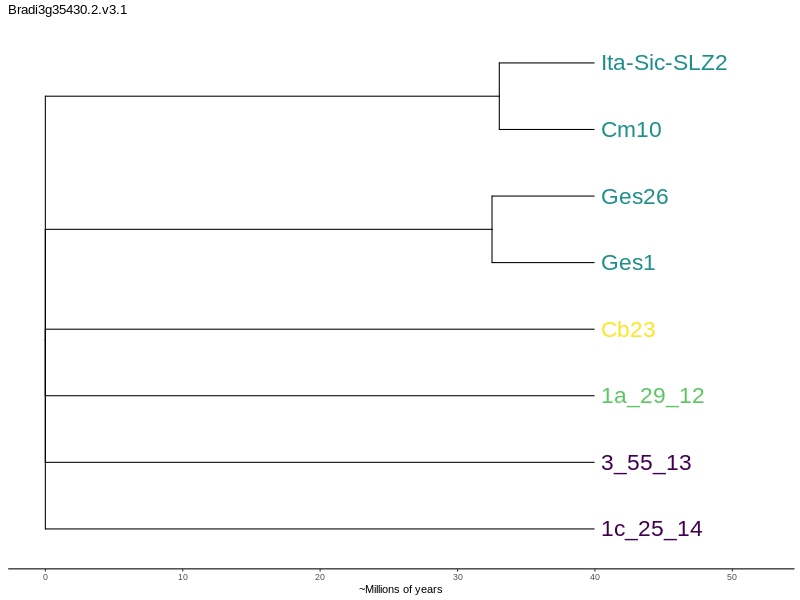 Bradi3g35430.2.v3.1
Ita-Sic-SLZ2
Cm10
Ges26
Ges1
Cb23
1a_29_12
3_55_13
1c_25_14
0 10 20 30 40 50
~Millions of years